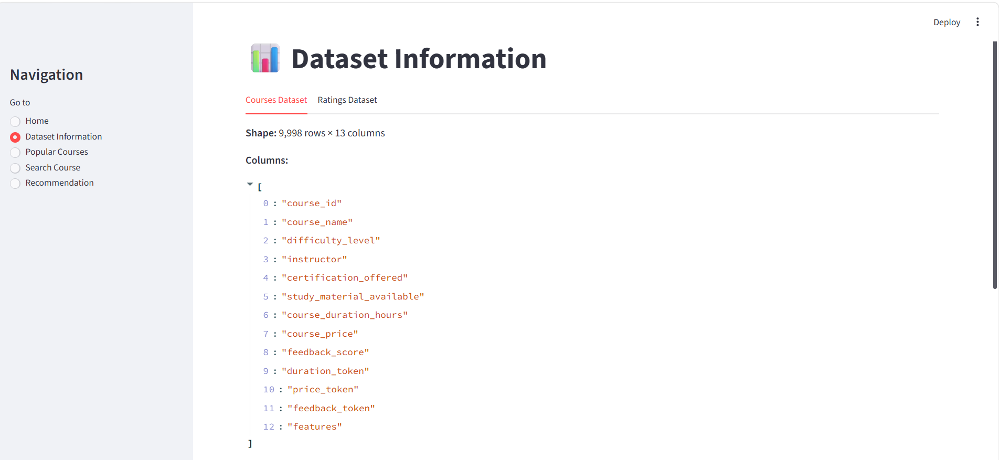 Deploy
Navigation
Go to
Home
Dataset Information
Popular Courses
Search Course
Recommendation
Dataset Information
Courses Dataset Ratings Dataset
Shape: 9,998 rows × 13 columns
Columns:
[
0 : "course_id"
1 : "course_name"
2 : "difficulty_level"
3 : "instructor"
4 : "certification_offered"
5 : "study_material_available"
6 : "course_duration_hours"
7 : "course_price"
8 : "feedback_score"
9 : "duration_token"
10 : "price_token"
11 : "feedback_token"
12 : "features"
]